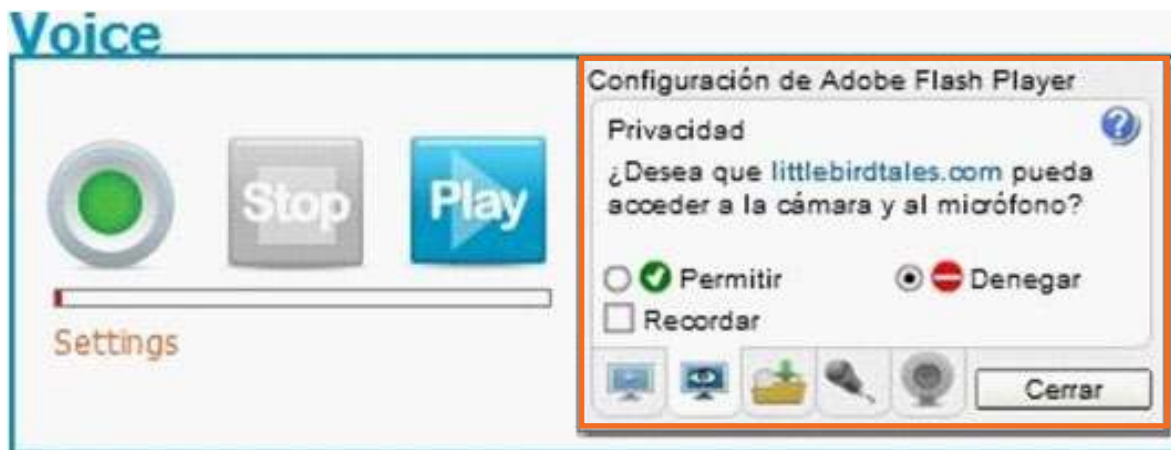 Voice
Stop
Play
Settings
Configuración de Adobe Flash Player
Privacidad
¿Desea que littlebirdtales.com pueda
acceder a la cámara y al micrófono?
Permitir
Denegar
Recordar
Cerrar